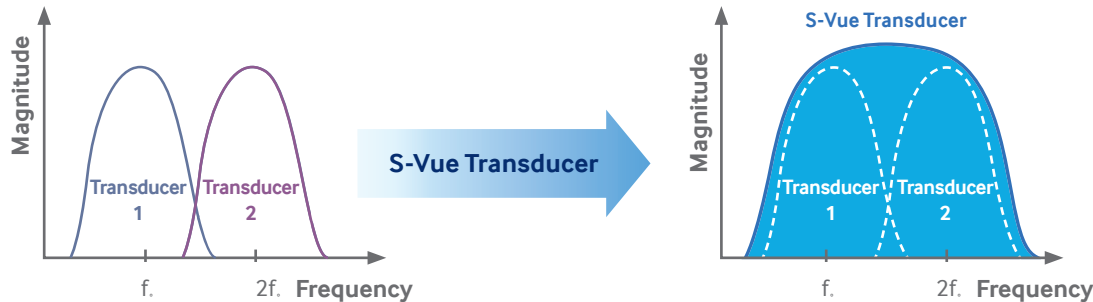 Magnitude
Transducer
1
Transducer
2
f。
2f。
Frequency
S-Vue Transducer
S-Vue Transducer
Magnitude
Transducer
1
Transducer
2
f。
2f。
Frequency